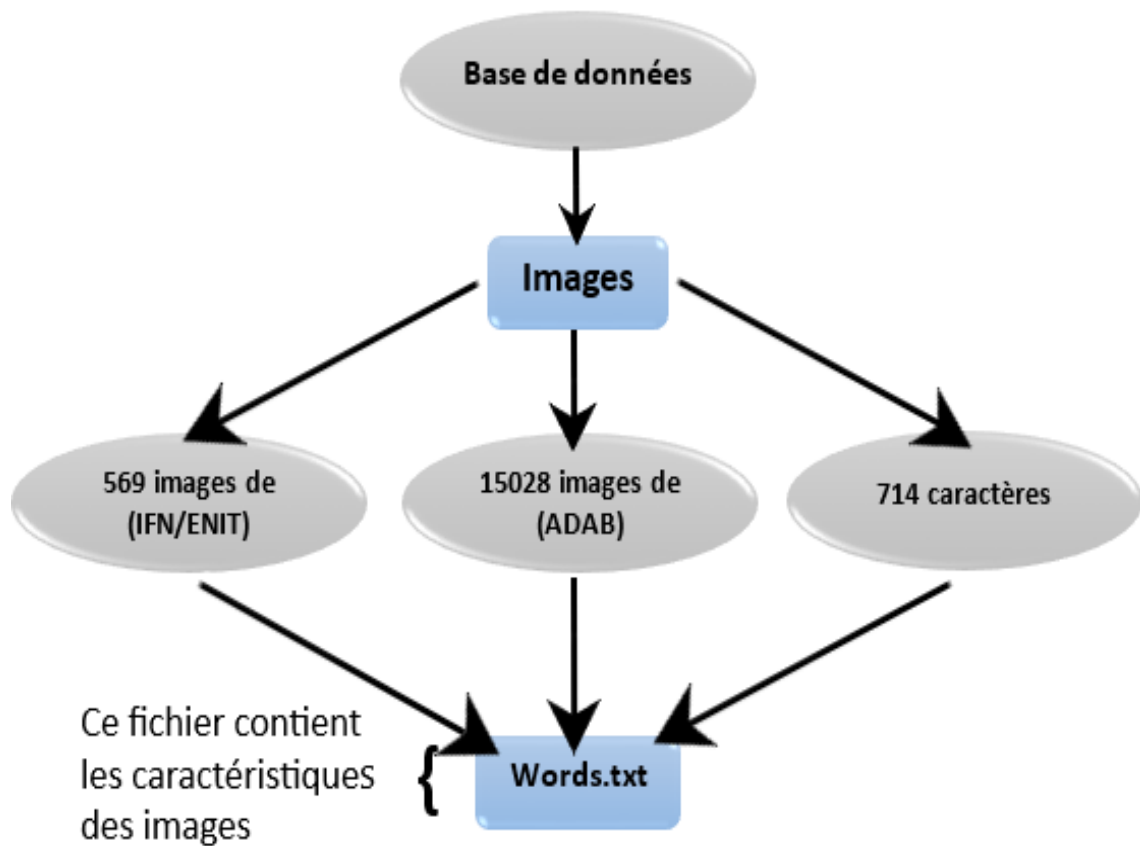 Base de données
Images
569 images de
(IFN/ENIT)
15028 images de
(ADAB)
714 caractères
Ce fichier contient
les caractéristiques
des images
{
Words.txt